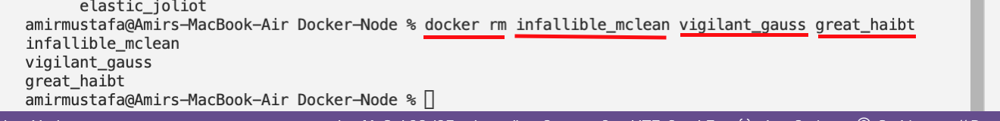 elastic_joliot
amirmustafa@Amirs-MacBook-Air Docker-Node % docker rm infallible_mclean vigilant_gauss great_haibt
infallible_mclean
vigilant_gauss
great_haibt
amirmustafa@Amirs-MacBook-Air Docker-Node %